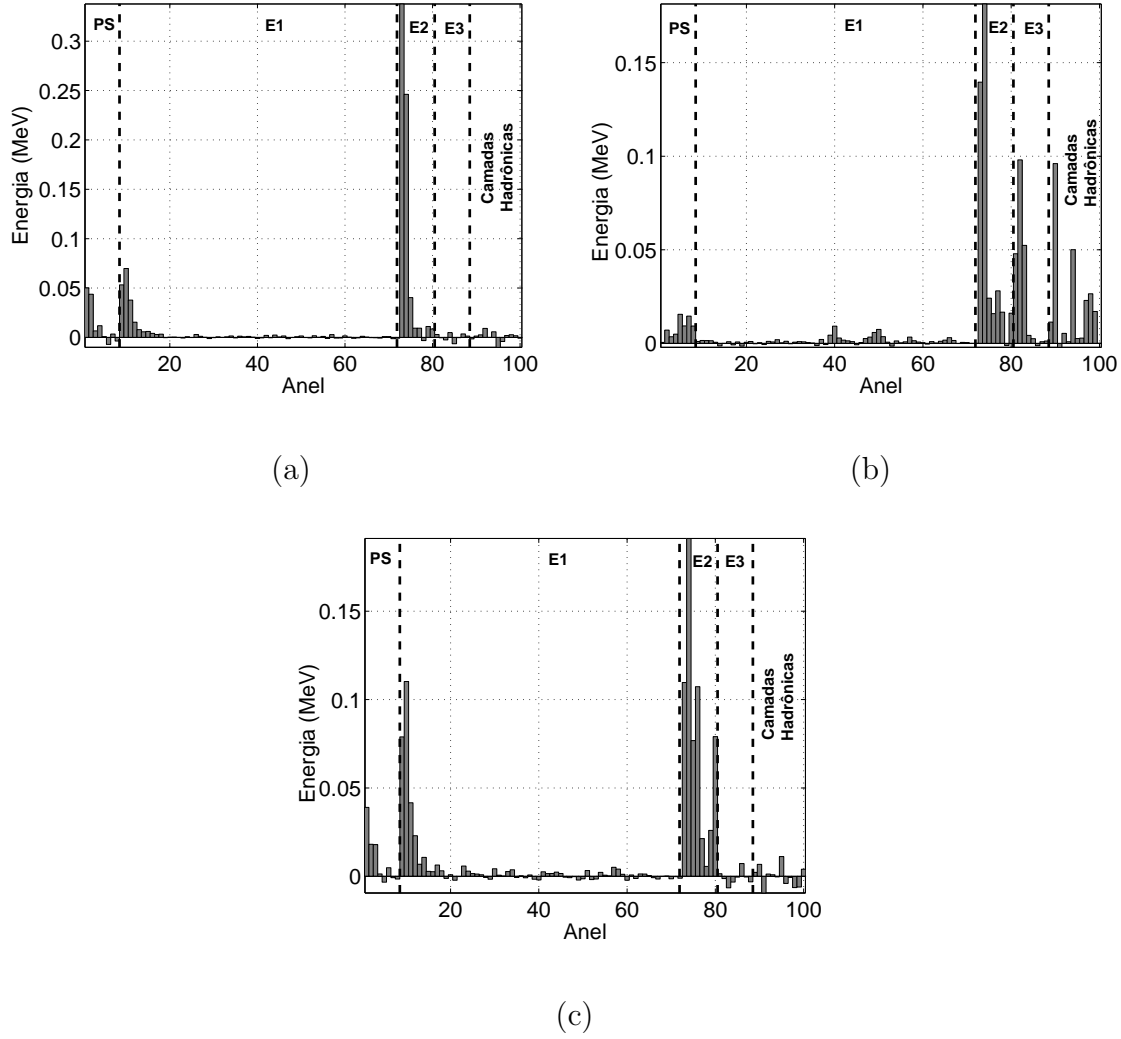 PS E1 E2 E3
Camadas
Hadrônicas
Energia (MeV)
0.3
0.25
0.2
0.15
0.1
0.05
0
20 40 60 80 100
Anel
(a)
PS E1 E2 E3
Camadas
Hadrônicas
Energia (MeV)
0.15
0.1
0.05
0
20 40 60 80 100
Anel
(b)
PS E1 E2 E3
Camadas
Hadrônicas
Energia (MeV)
0.15
0.1
0.05
0
20 40 60 80 100
Anel
(c)